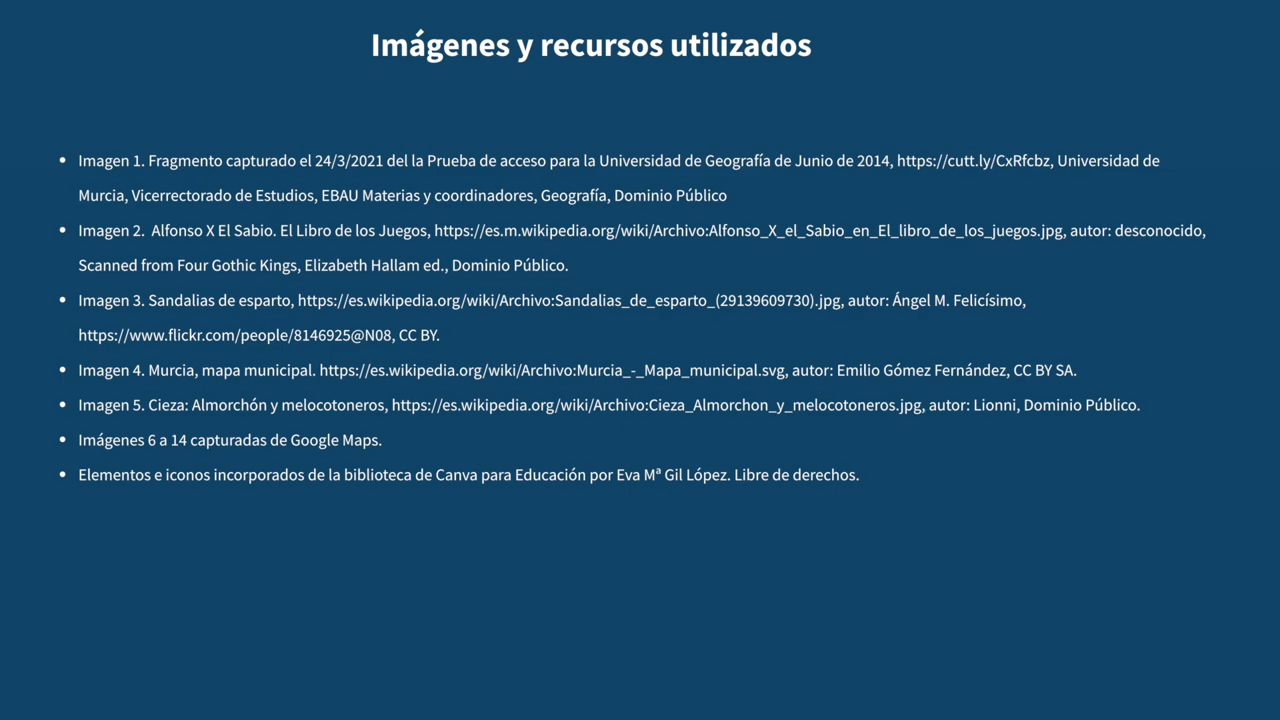 Imágenes y recursos utilizados
• Imagen 1. Fragmento capturado el 24/3/2021 del la Prueba de acceso para la Universidad de Geografía de Junio de 2014, https://cutt.ly/CxRfcbz, Universidad de
Murcia, Vicerrectorado de Estudios, EBAU Materias y coordinadores, Geografía, Dominio Público
• Imagen 2.  Alfonso X El Sabio. El Libro de los Juegos, https://es.m.wikipedia.org/wiki/Archivo:Alfonso_X_el_Sabio_en_El_libro_de_los_juegos.jpg, autor: desconocido,
Scanned from Four Gothic Kings, Elizabeth Hallam ed., Dominio Público.
• Imagen 3. Sandalias de esparto, https://es.wikipedia.org/wiki/Archivo:Sandalias_de_esparto_(29139609730).jpg, autor: Ángel M. Felicísimo,
https://www.flickr.com/people/8146925@N08, CC BY.
• Imagen 4. Murcia, mapa municipal. https://es.wikipedia.org/wiki/Archivo:Murcia_-_Mapa_municipal.svg, autor: Emilio Gómez Fernández, CC BY SA.
• Imagen 5. Cieza: Almorchón y melocotoneros, https://es.wikipedia.org/wiki/Archivo:Cieza_Almorchon_y_melocotoneros.jpg, autor: Lionni, Dominio Público.
• Imágenes 6 a 14 capturadas de Google Maps.
• Elementos e iconos incorporados de la biblioteca de Canva para Educación por Eva Mª Gil López. Libre de derechos.